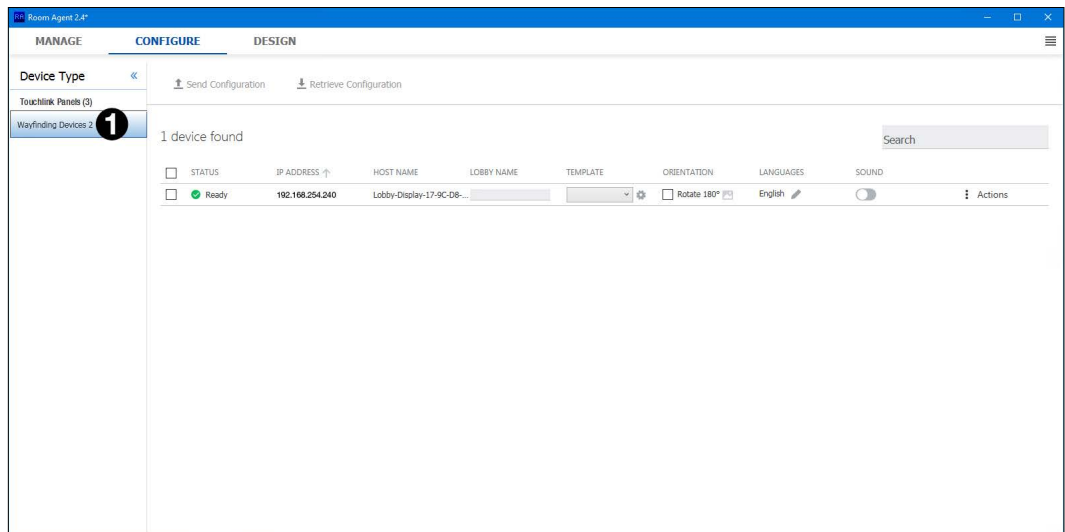 RA Room Agent 2.4*
MANAGE CONFIGURE DESIGN
Device Type «
Send Configuration Retrieve Configuration
Touchlink Panels (3)
Wayfinding Devices 2 1
1 device found
Search
STATUS IP ADDRESS HOST NAME LOBBY NAME TEMPLATE ORIENTATION LANGUAGES SOUND
Ready 192.168.254.240 Lobby-Display-17-9C-D8-... Rotate 180° English Actions